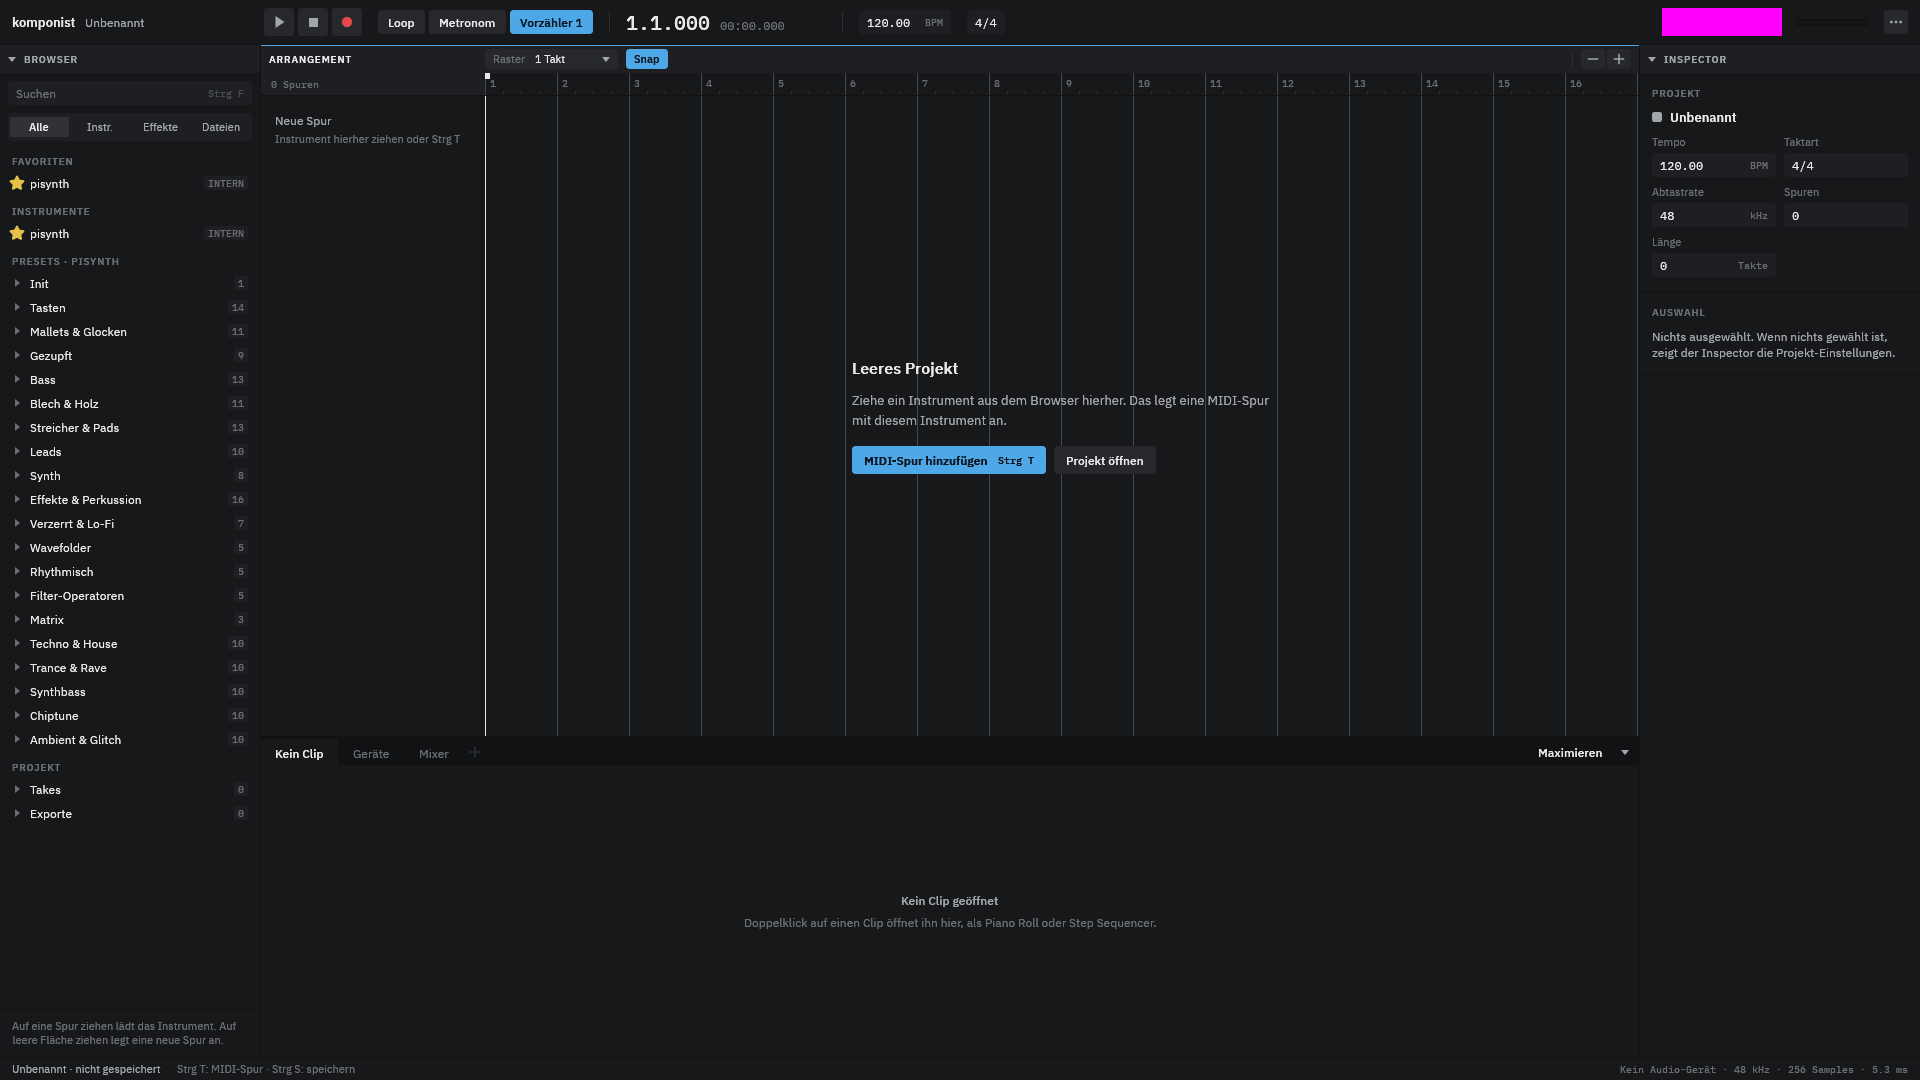 komponist Unbenannt
Loop Metronom Vorzähler 1 1.1.000 00:00.000 120.00 BPM 4/4
BROWSER
Suchen Strg F
Alle Instr. Effekte Dateien
FAVORITEN
pisynth INTERN
INSTRUMENTE
pisynth INTERN
PRESETS · PISYNTH
Init 1
Tasten 14
Mallets & Glocken 11
Gezupft 9
Bass 13
Blech & Holz 11
Streicher & Pads 13
Leads 10
Synth 8
Effekte & Perkussion 16
Verzerrt & Lo-Fi 7
Wavefolder 5
Rhythmisch 5
Filter-Operatoren 5
Matrix 3
Techno & House 10
Trance & Rave 10
Synthbass 10
Chiptune 10
Ambient & Glitch 10
PROJEKT
Takes 0
Exporte 0
Auf eine Spur ziehen lädt das Instrument. Auf
leere Fläche ziehen legt eine neue Spur an.
ARRANGEMENT Raster 1 Takt Snap
0 Spuren 1 2 3 4 5 6 7 8 9 10 11 12 13 14 15 16
Neue Spur
Instrument hierher ziehen oder Strg T
Leeres Projekt
Ziehe ein Instrument aus dem Browser hierher. Das legt eine MIDI-Spur
mit diesem Instrument an.
MIDI-Spur hinzufügen Strg T Projekt öffnen
Kein Clip Geräte Mixer Maximieren
Kein Clip geöffnet
Doppelklick auf einen Clip öffnet ihn hier, als Piano Roll oder Step Sequencer.
INSPECTOR
PROJEKT
Unbenannt
Tempo Taktart
120.00 BPM 4/4
Abtastrate Spuren
48 kHz 0
Länge
0 Takte
AUSWAHL
Nichts ausgewählt. Wenn nichts gewählt ist,
zeigt der Inspector die Projekt-Einstellungen.
Unbenannt · nicht gespeichert Strg T: MIDI-Spur · Strg S: speichern
Kein Audio-Gerät · 48 kHz · 256 Samples · 5.3 ms